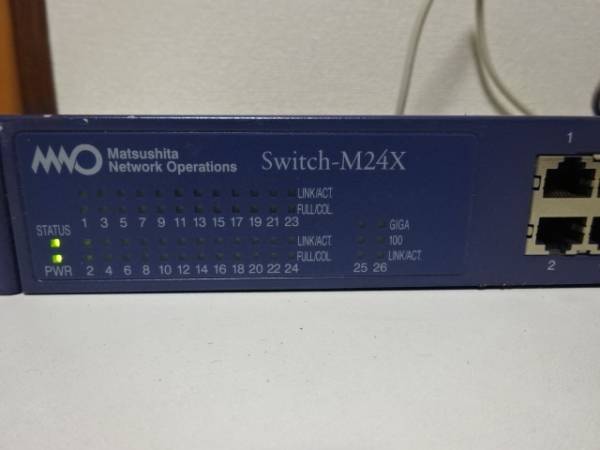 MNO Matsushita
Network Operations
Switch-M24X
LINK/ACT.
FULL/COL.
1 3 5 7 9 11 13 15 17 19 21 23
STATUS
LINK/ACT.
FULL/COL.
PWR
2 4 6 8 10 12 14 16 18 20 22 24
GIGA
100
LINK/ACT.
25 26
1
2